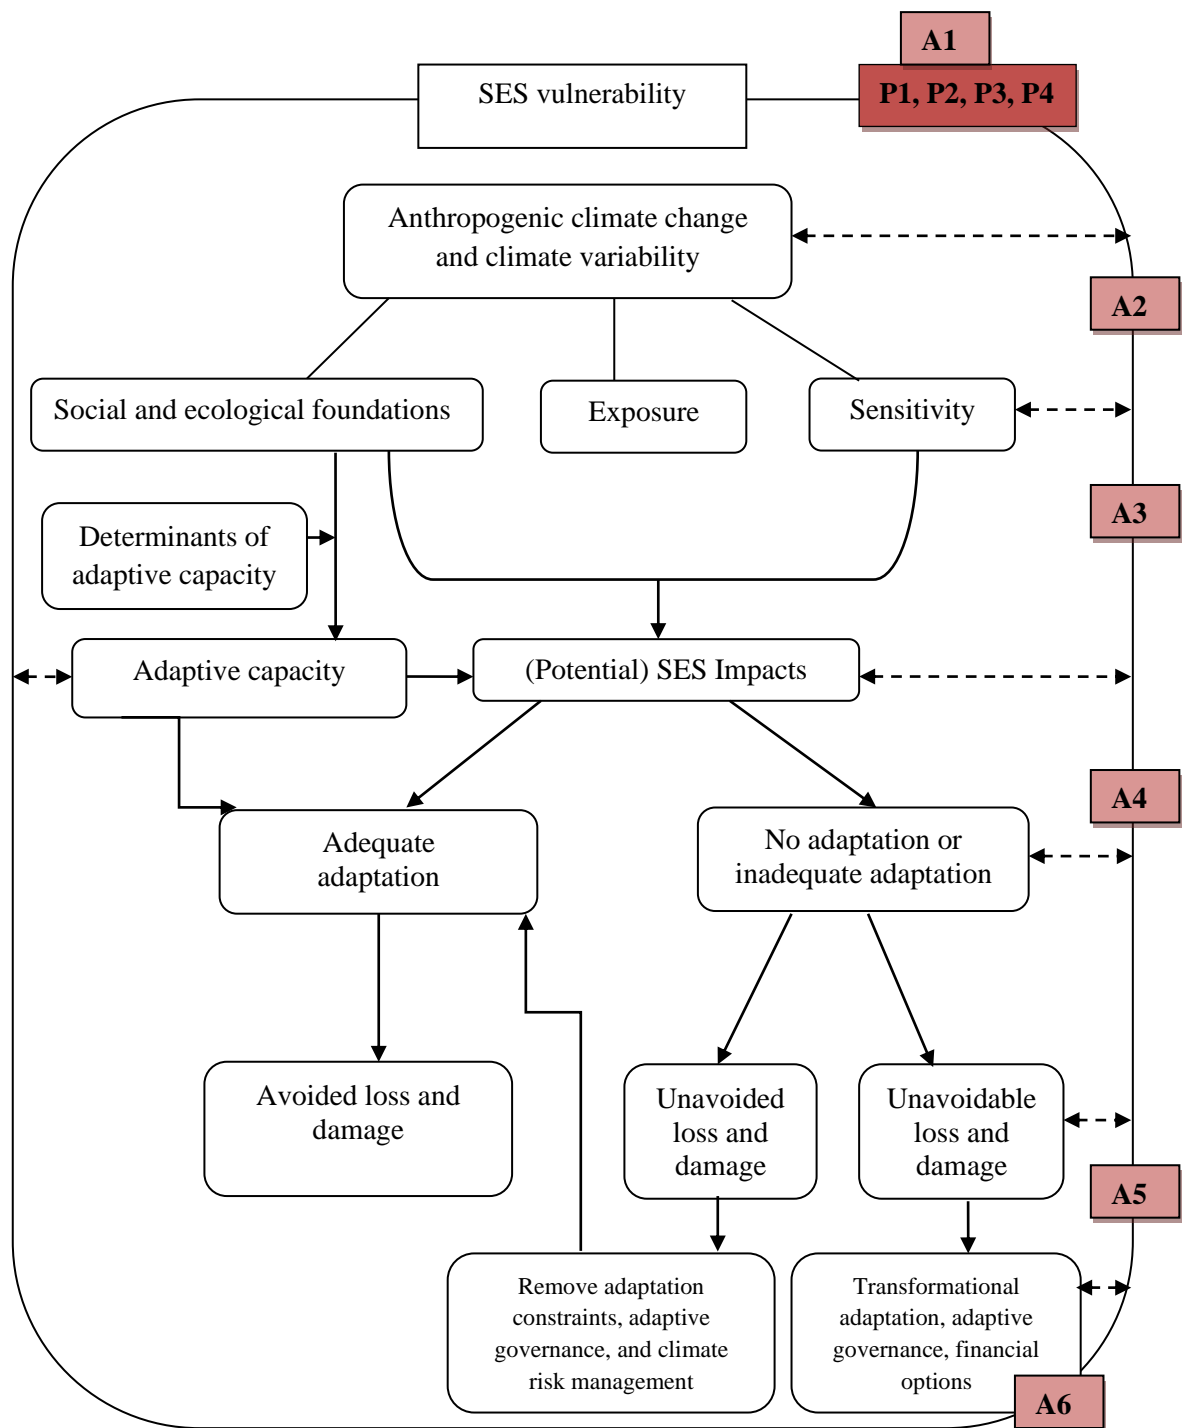 A1
SES vulnerability
P1, P2, P3, P4
Anthropogenic climate change
and climate variability
A2
Social and ecological foundations
Exposure
Sensitivity
A3
Determinants of
adaptive capacity
Adaptive capacity
(Potential) SES Impacts
A4
Adequate
adaptation
No adaptation or
inadequate adaptation
Avoided loss and
damage
Unavoided
loss and
damage
Unavoidable
loss and
damage
A5
Remove adaptation
constraints, adaptive
governance, and climate
risk management
Transformational
adaptation, adaptive
governance, financial
options
A6